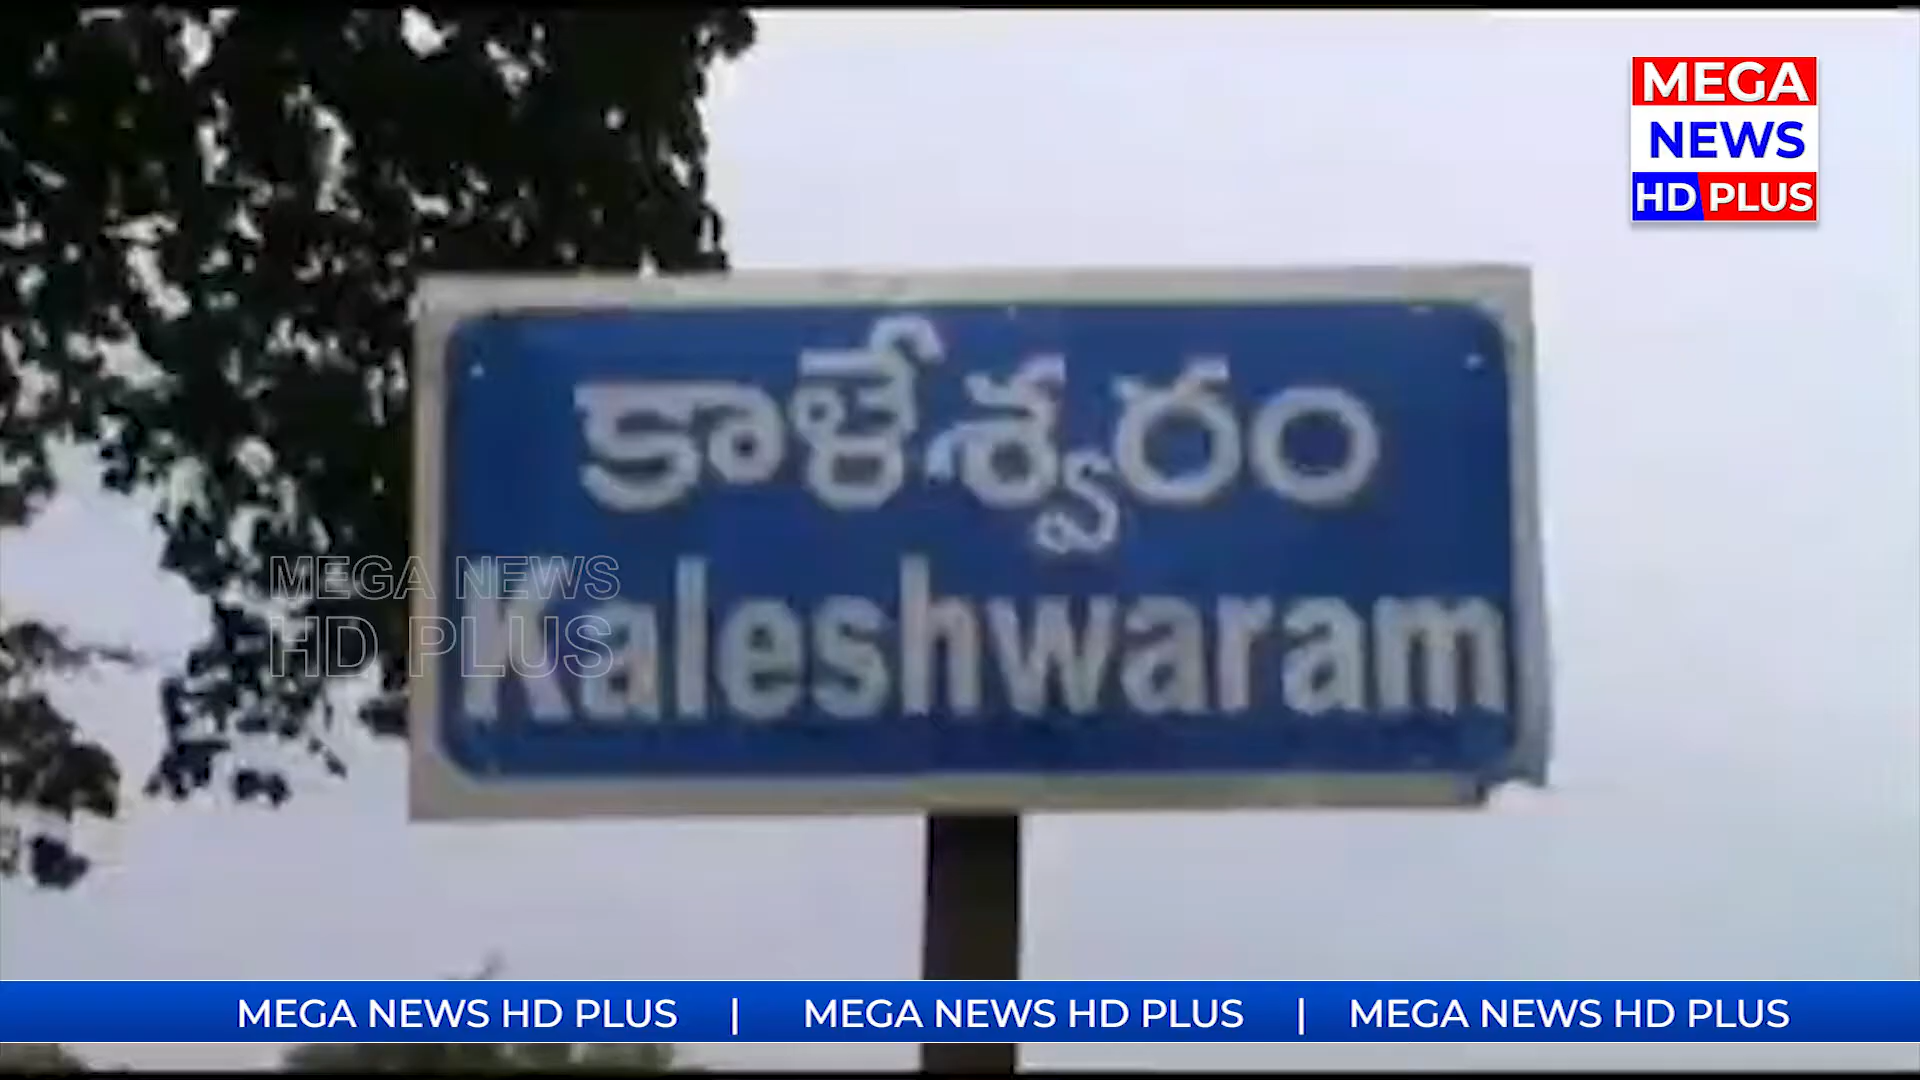 MEGA
NEWS
HD PLUS
కాళేశ్వరం
Kaleshwaram
MEGA NEWS
HD PLUS
MEGA NEWS HD PLUS | MEGA NEWS HD PLUS | MEGA NEWS HD PLUS